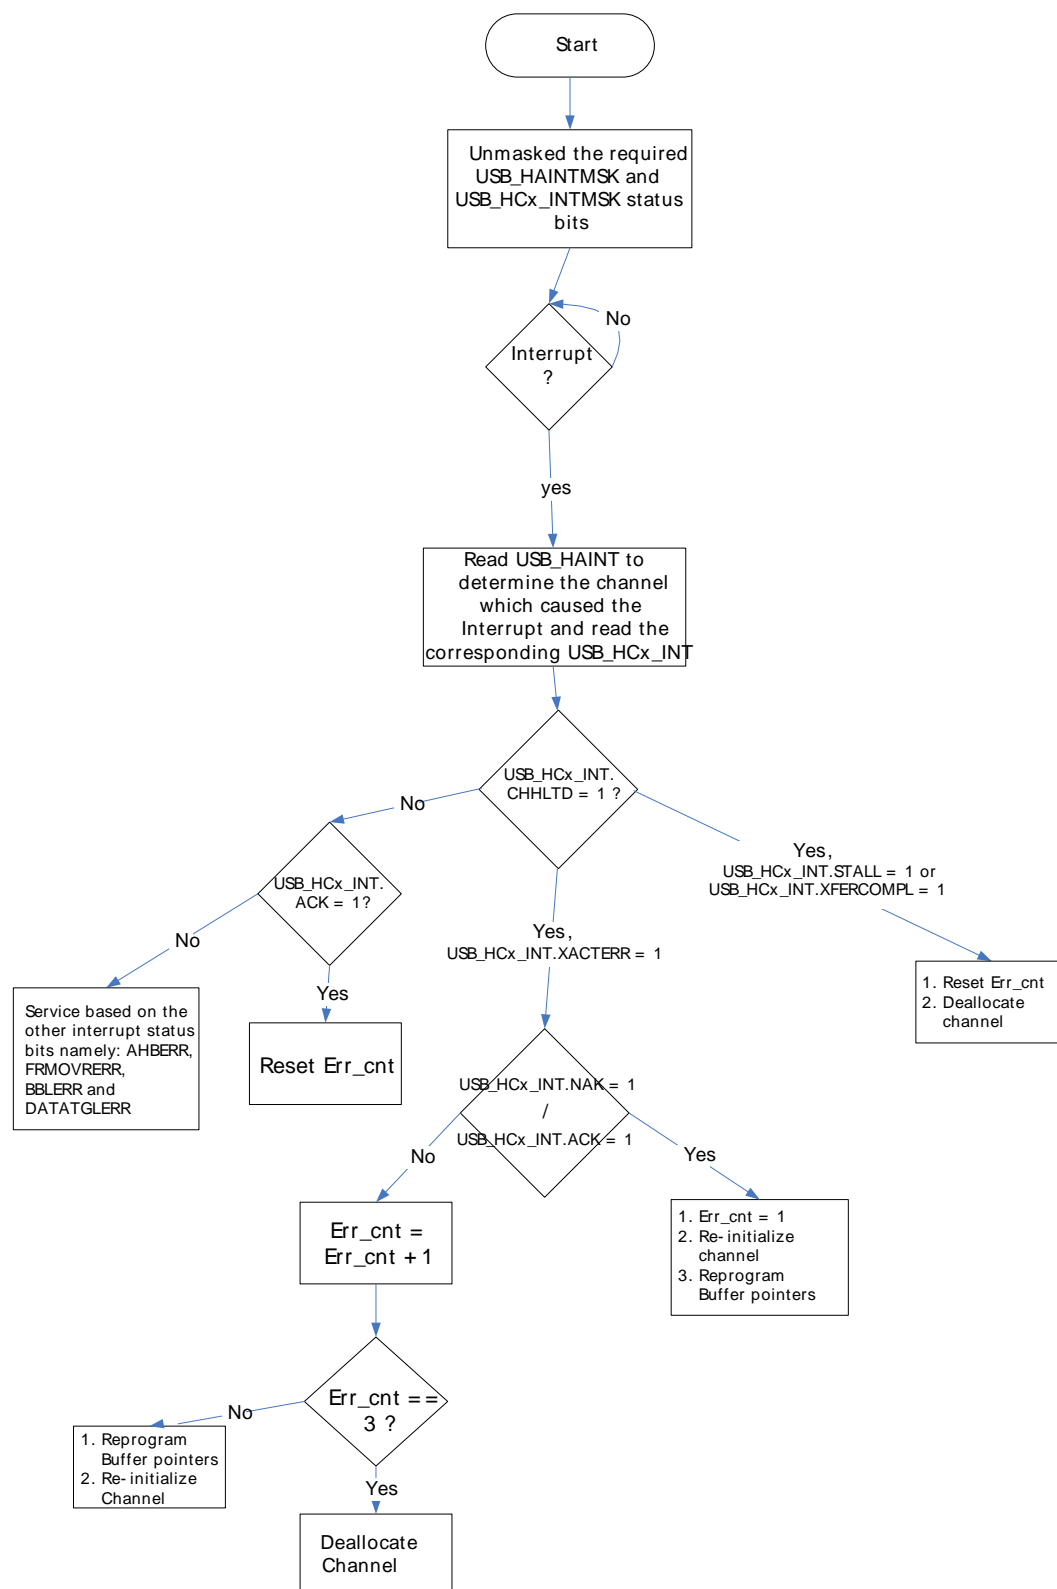 Start
Unmasked the required
USB_HAINTMSK and
USB_HCx_INTMSK status
bits
No
Interrupt
?
yes
Read USB_HAINT to
determine the channel
which caused the
Interrupt and read the
corresponding USB_HCx_INT
USB_HCx_INT.
CHHLTD = 1 ?
No
Yes,
USB_HCx_INT.STALL = 1 or
USB_HCx_INT.XFERCOMPL = 1
USB_HCx_INT.
ACK = 1?
No
Yes
Yes,
USB_HCx_INT.XACTERR = 1
1. Reset Err_cnt
2. Deallocate
channel
Service based on the
other interrupt status
bits namely: AHBERR,
FRMOVRERR,
BBLERR and
DATATGLERR
Reset Err_cnt
USB_HCx_INT.NAK = 1
/
USB_HCx_INT.ACK = 1
No
Yes
Err_cnt =
Err_cnt + 1
1. Err_cnt = 1
2. Re-initialize
channel
3. Reprogram
Buffer pointers
Err_cnt ==
3 ?
No
1. Reprogram
Buffer pointers
2. Re-initialize
Channel
Yes
Deallocate
Channel